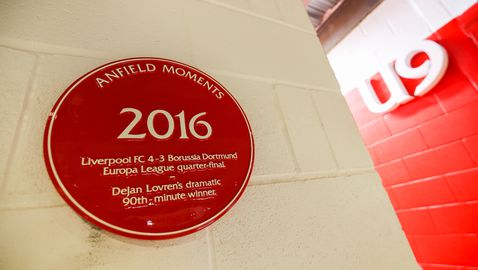 ANFIELD MOMENTS
2016
Liverpool FC 4-3 Borussia Dortmund
Europa League quarter-final.
Dejan Lovren's dramatic
90th-minute winner.
U9